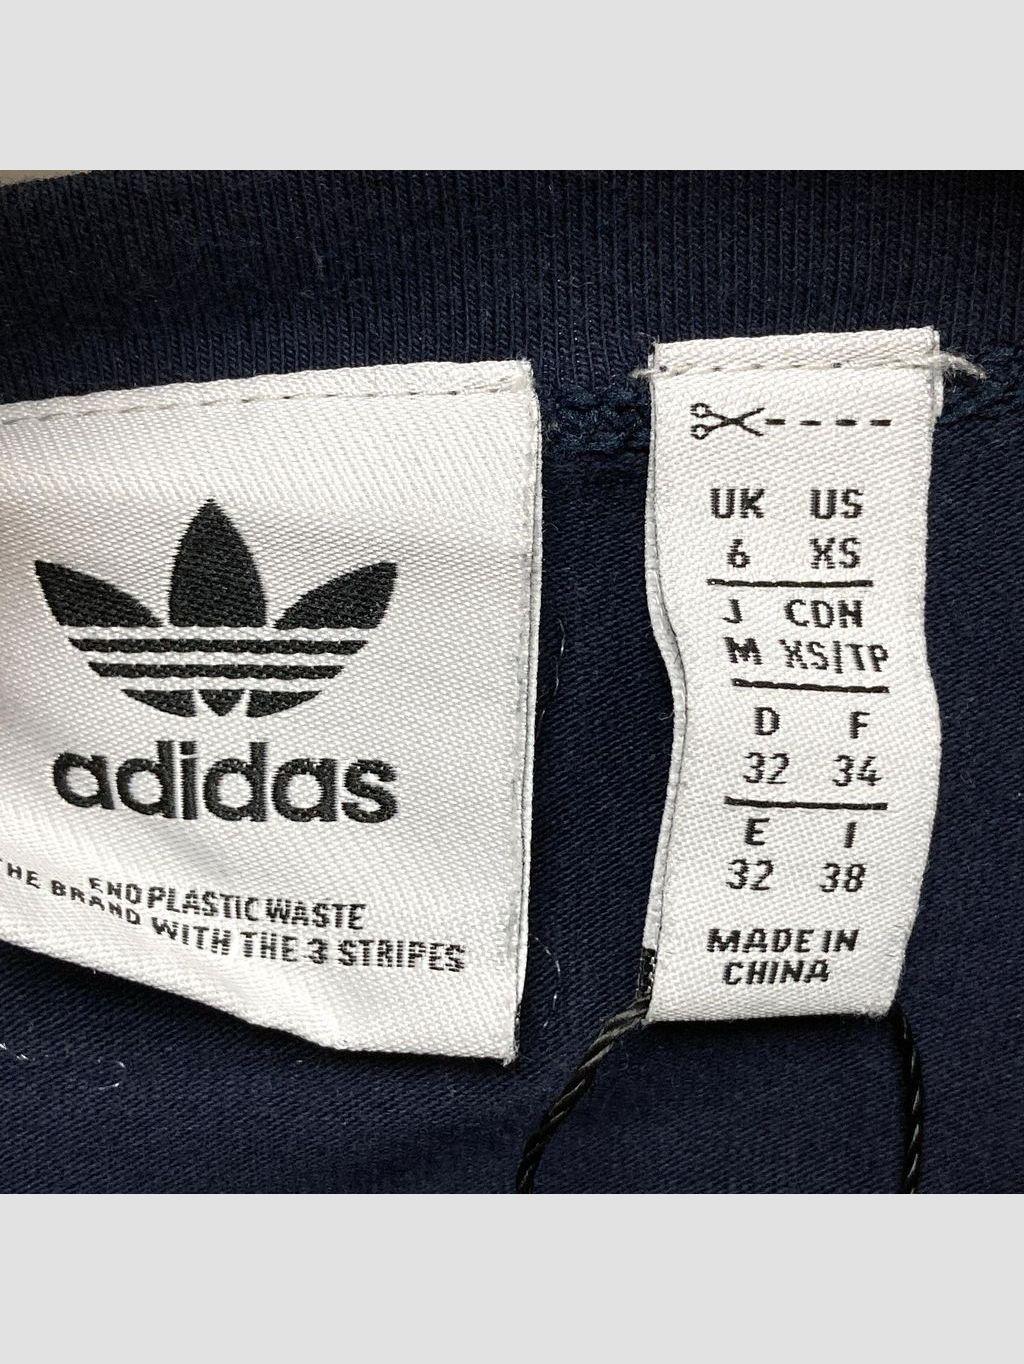 adidas
END PLASTIC WASTE
THE BRAND WITH THE 3 STRIPES
UK US
6 XS
J CDN
M XS|TP
D F
32 34
E I
32 38
MADE IN
CHINA